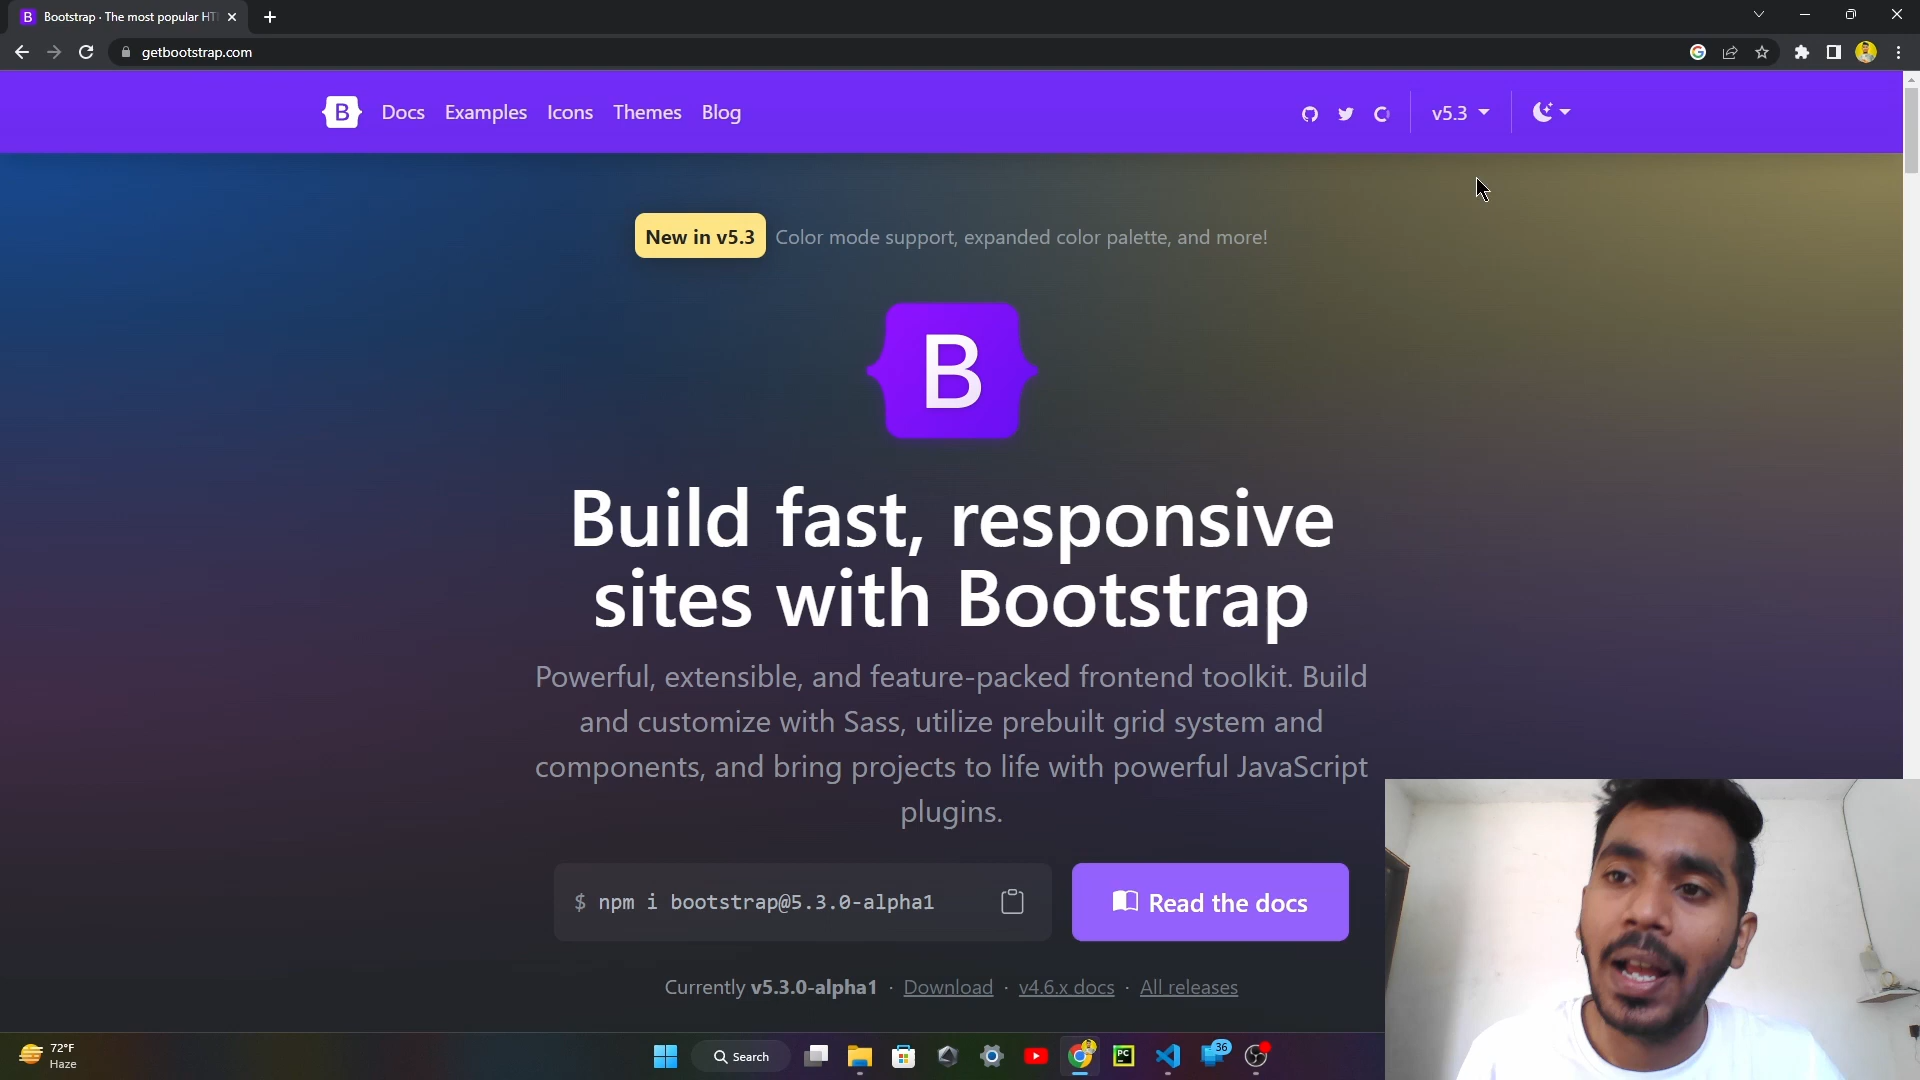 B Bootstrap · The most popular HT
getbootstrap.com
B Docs Examples Icons Themes Blog v5.3
New in v5.3 Color mode support, expanded color palette, and more!
B
Build fast, responsive
sites with Bootstrap
Powerful, extensible, and feature-packed frontend toolkit. Build
and customize with Sass, utilize prebuilt grid system and
components, and bring projects to life with powerful JavaScript
plugins.
$ npm i bootstrap@5.3.0-alpha1
Read the docs
Currently v5.3.0-alpha1 · Download · v4.6.x docs · All releases
72°F
Haze
Search
PC
36